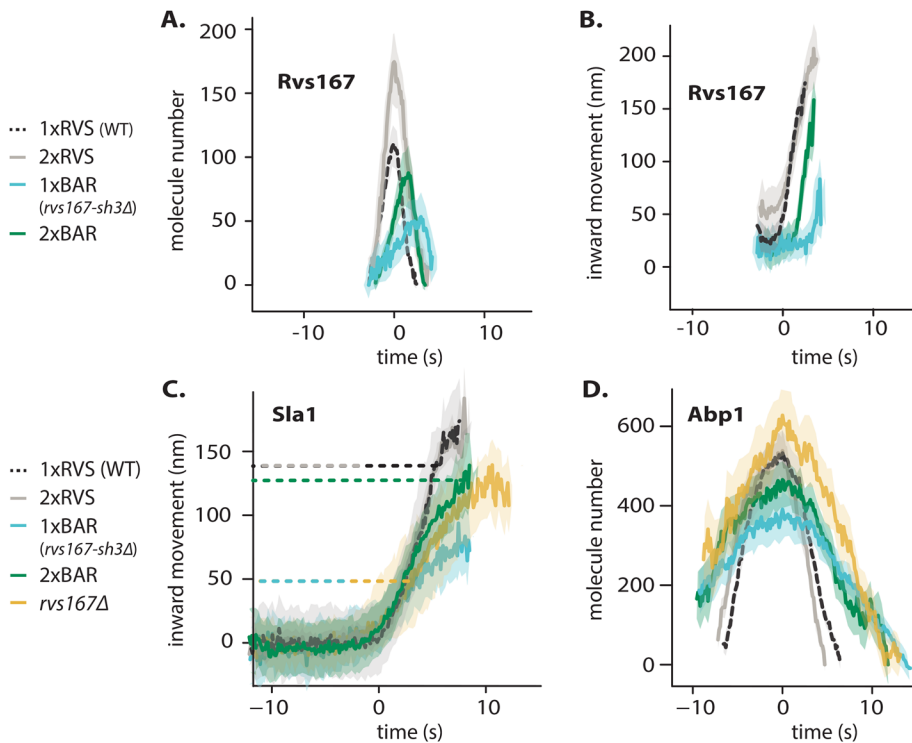 A.
200
150
100
50
0
molecule number
Rvs167
-10
0
10
time (s)
B.
200
150
100
50
0
inward movement (nm)
Rvs167
-10
0
10
time (s)
1xRVS (WT)
2xRVS
1xBAR
(rvs167-sh3Δ)
2xBAR
C.
150
100
50
0
inward movement (nm)
Sla1
−10
0
10
time (s)
D.
600
400
200
0
molecule number
Abp1
−10
0
10
time (s)
1xRVS (WT)
2xRVS
1xBAR
(rvs167-sh3Δ)
2xBAR
rvs167Δ